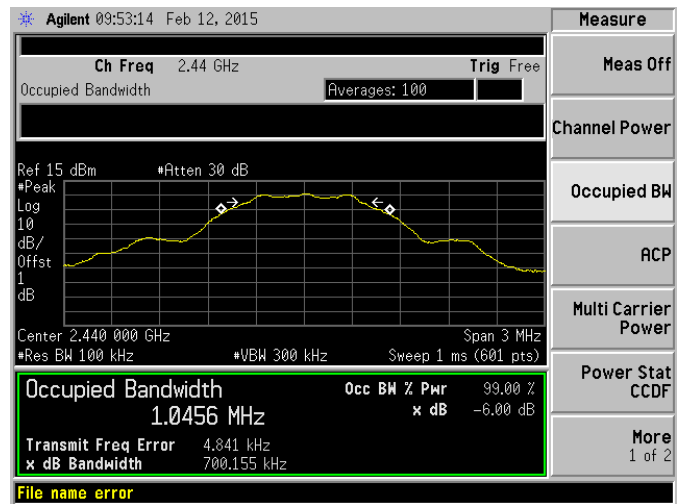 Agilent 09:53:14 Feb 12, 2015
Measure
Ch Freq 2.44 GHz Trig Free
Occupied Bandwidth Averages: 100
Meas Off
Channel Power
Occupied BW
ACP
Multi Carrier
Power
Power Stat
CCDF
More
1 of 2
Ref 15 dBm #Atten 30 dB
#Peak
Log
10
dB/
Offst
1
dB
Center 2.440 000 GHz Span 3 MHz
#Res BW 100 kHz #VBW 300 kHz Sweep 1 ms (601 pts)
Occupied Bandwidth
1.0456 MHz
Occ BW % Pwr 99.00 %
x dB -6.00 dB
Transmit Freq Error 4.841 kHz
x dB Bandwidth 700.155 kHz
File name error